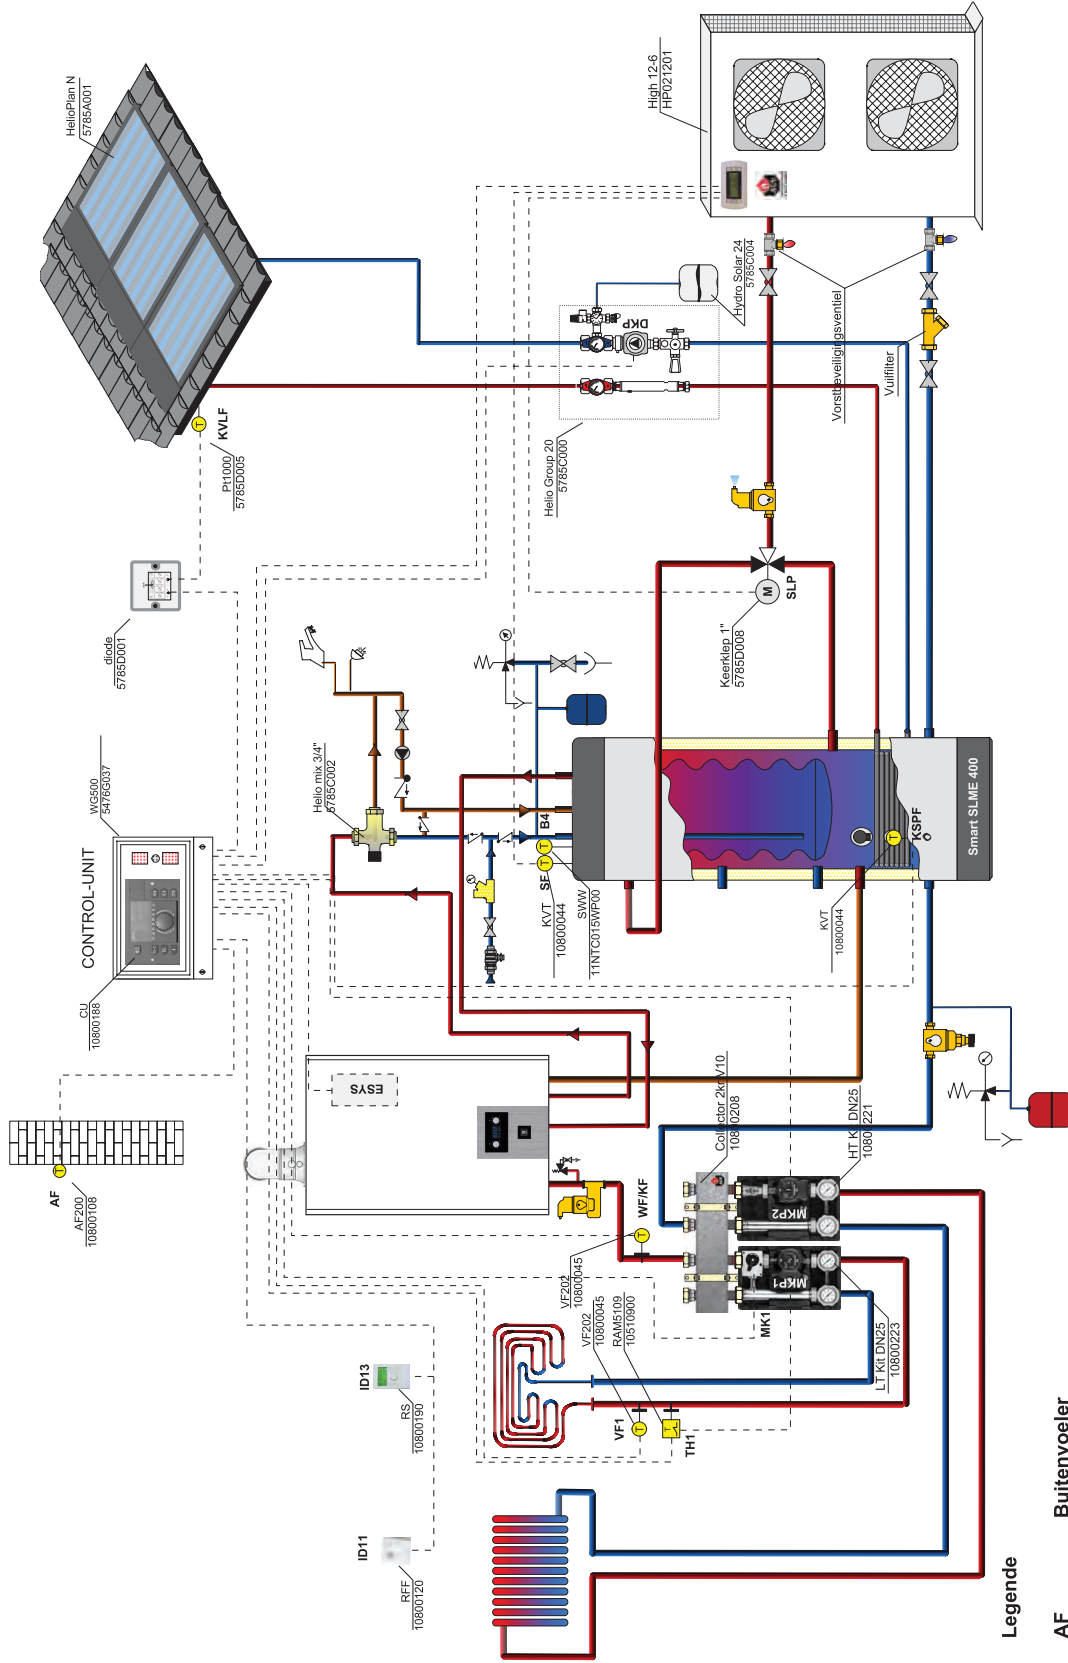 HelioPlan N
5785A001
High 12-6
HP021201
KVLF
Pt1000
5785D005
diode
5785D001
Hydro Solar 24
5785C004
DKP
Helio Group 20
5785C000
Vorstbeveiligingsventiel
Vuilfilter
M
SLP
Keerklep 1"
5785D008
WG500
5476G037
CONTROL-UNIT
CU
10800188
Helio mix 3/4"
5785C002
B4
SF
KVT
10800044
SWW
11NTC015WP00
T
KSPF
KVT
10800044
Smart SLME 400
AF
AF200
10800108
ESYS
WF/KF
VF202
10800045
VF202
10800045
RAM5109
10510900
Collector 2kr V10
10800208
HT Kit DN25
10800221
MKP2
MKP1
MK1
LT Kit DN25
10800223
VF1
TH1
ID13
RS
10800190
ID11
RFF
10800120
Legende
AF Buitenvoeler